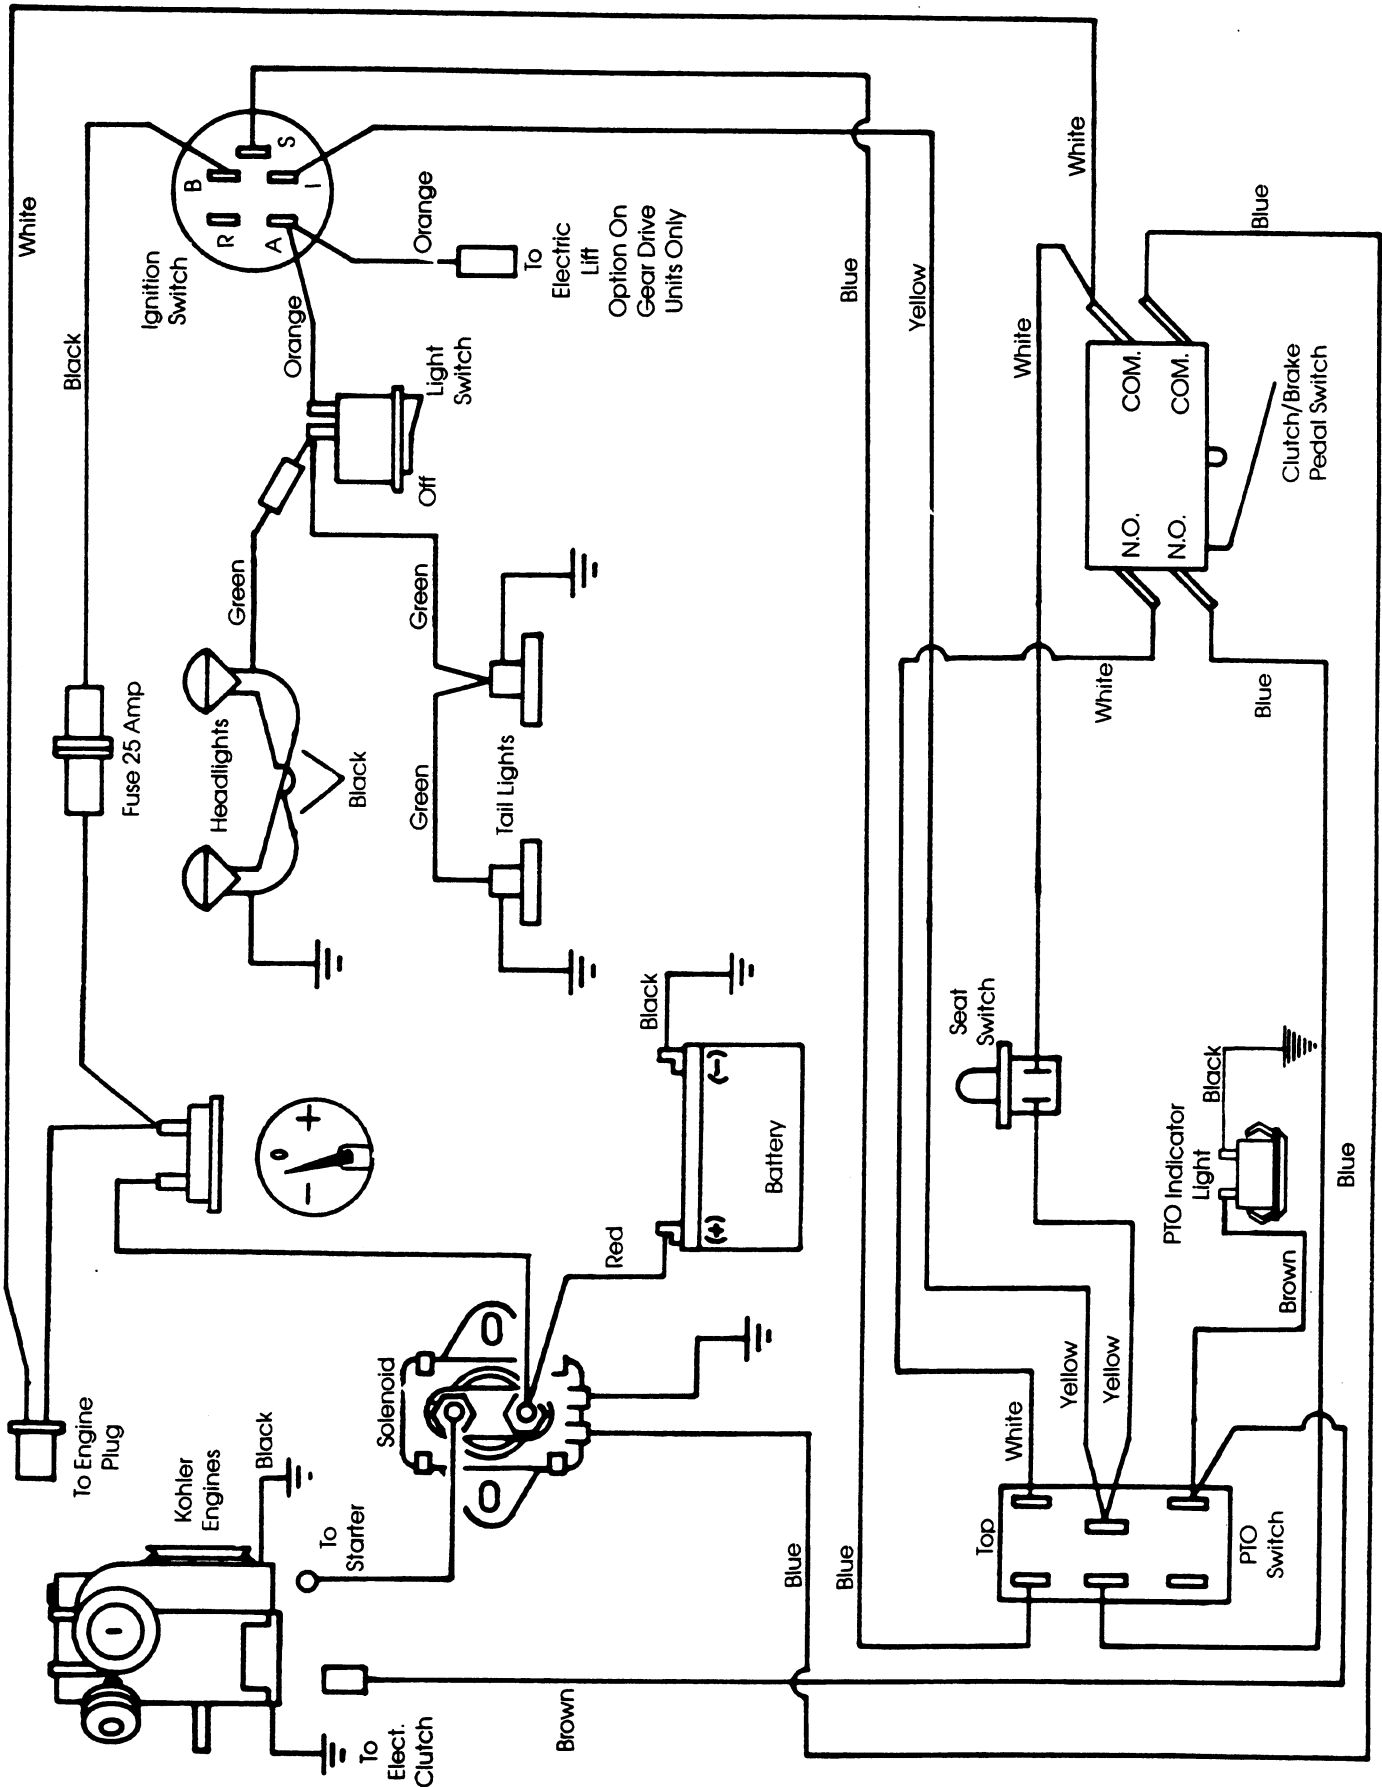 White
Black
Ignition
Switch
B
S
R
A
I
Orange
Orange
To
Electric
Lift
Option On
Gear Drive
Units Only
Light
Switch
Off
Green
Green
Green
Fuse 25 Amp
Headlights
Black
Tail Lights
Blue
Yellow
White
White
Blue
COM.
COM.
N.O.
N.O.
Clutch/Brake
Pedal Switch
White
Blue
- 0 +
To Engine
Plug
Kohler
Engines
Black
Solenoid
To
Starter
Red
Black
(-)
(+)
Battery
Seat
Switch
PTO Indicator
Light
Black
Brown
Blue
Yellow
Yellow
White
Top
PTO
Switch
Blue
Blue
Brown
To
Elect.
Clutch